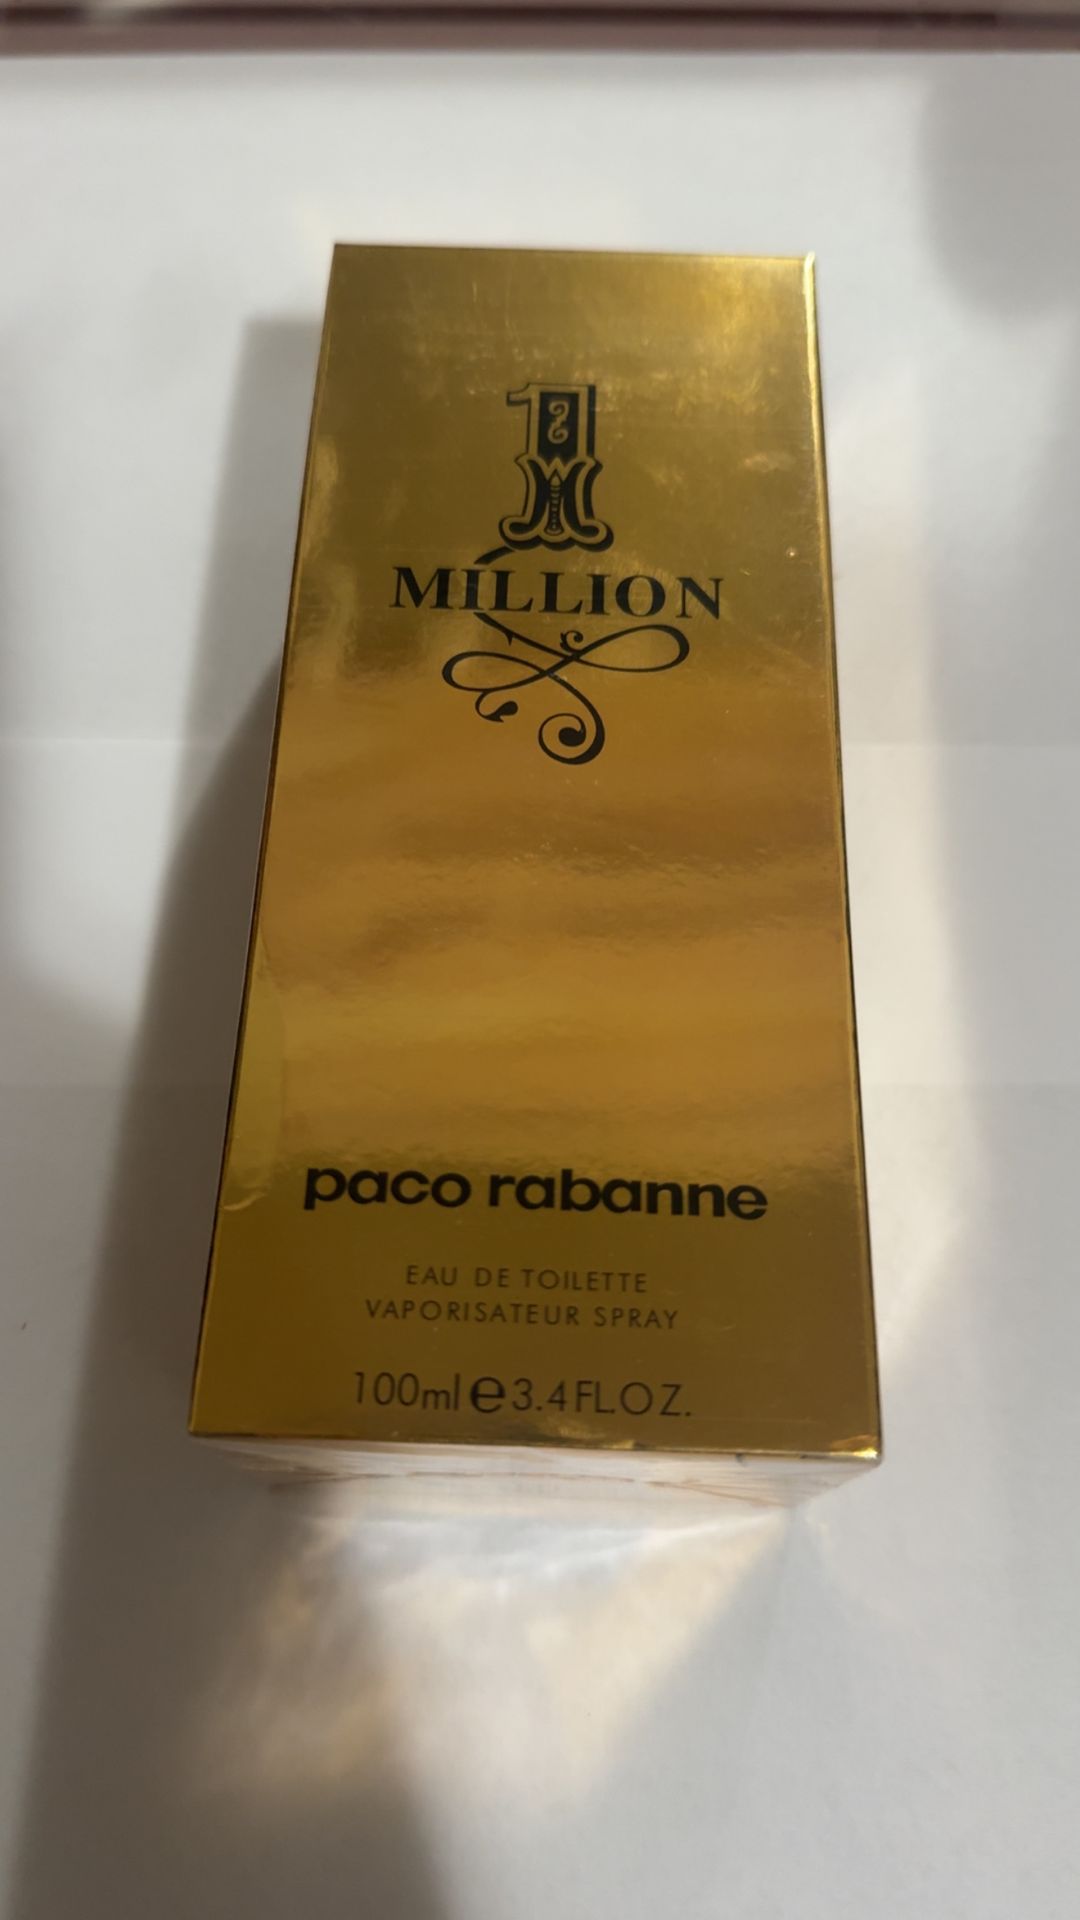 1
MILLION
paco rabanne
EAU DE TOILETTE
VAPORISATEUR SPRAY
100ml e 3.4 FL.OZ.